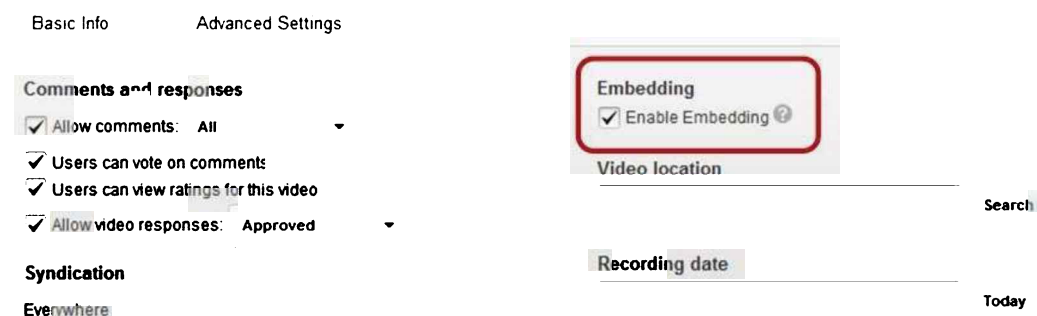 Basic Info
Advanced Settings
Comments and responses
Allow comments: All
Users can vote on comments
Users can view ratings for this video
Allow video responses: Approved
Syndication
Everywhere
Embedding
Enable Embedding ?
Video location
Search
Recording date
Today